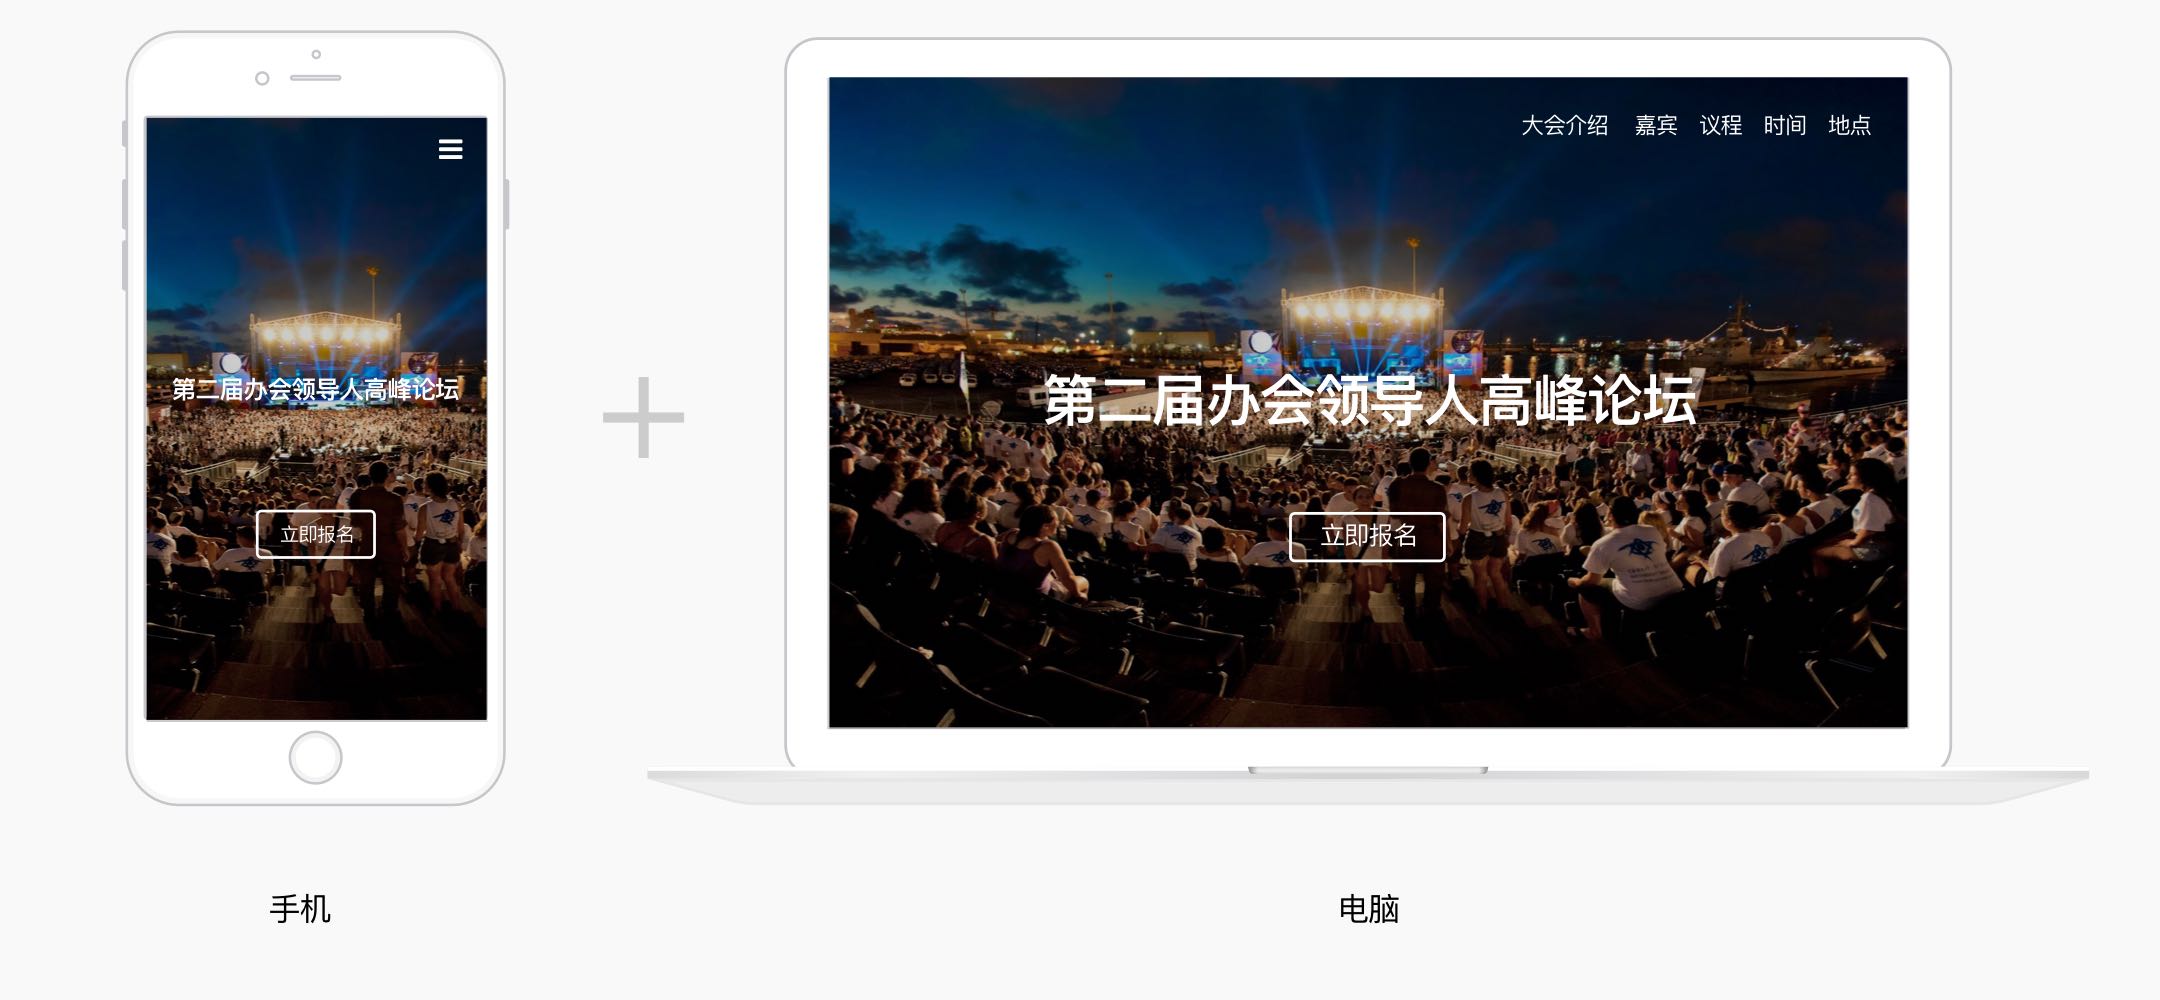 第二届办会领导人高峰论坛
立即报名
手机
大会介绍 嘉宾 议程 时间 地点
第二届办会领导人高峰论坛
立即报名
电脑